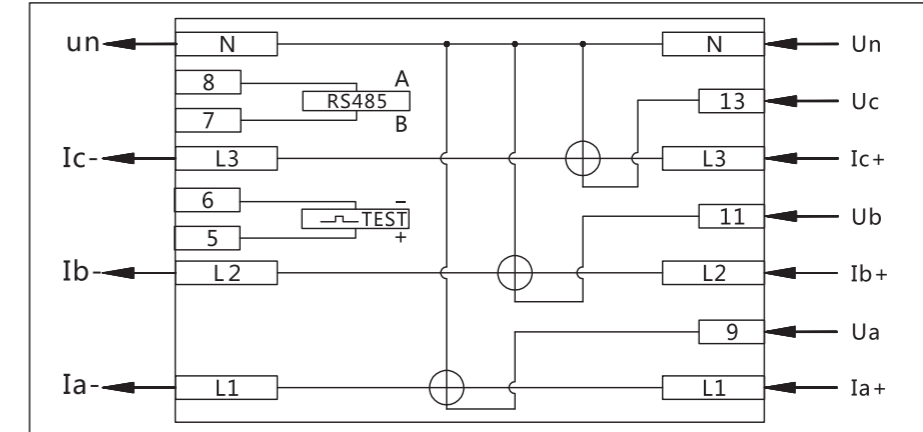 un N N Un
8 A
RS485 13 Uc
7 B
Ic- L3 L3 Ic+
6 –
TEST 11 Ub
5 +
Ib- L2 L2 Ib+
9 Ua
Ia- L1 L1 Ia+